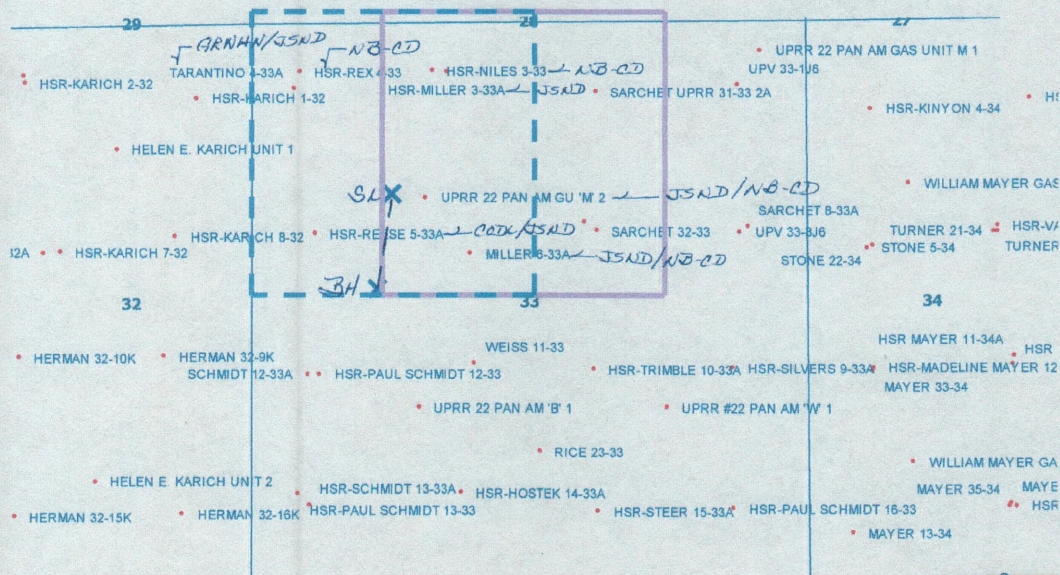 29 28 27
GRNHN/JSND
NB-CD
UPRR 22 PAN AM GAS UNIT M 1
TARANTINO 4-33A
HSR-REX 4-33
HSR-NILES 3-33 NB-CD
UPV 33-1J6
HSR-KARICH 2-32
HSR-MILLER 3-33A JSND
SARCHET UPRR 31-33 2A
HSR-KARICH 1-32
HSR-KINYON 4-34
HELEN E. KARICH UNIT 1
WILLIAM MAYER GAS
SL
UPRR 22 PAN AM GU 'M' 2 JSND/NB-CD
SARCHET 8-33A
HSR-KARICH 8-32
HSR-REISE 5-33A CODL/JSND
SARCHET 32-33
UPV 33-8J6
TURNER 21-34
HSR-VA
32A
HSR-KARICH 7-32
MILLER 6-33A JSND/NB-CD
STONE 22-34
STONE 5-34
TURNER
BH
32 33 34
HSR MAYER 11-34A
WEISS 11-33
HSR
HERMAN 32-10K
HERMAN 32-9K
SCHMIDT 12-33A
HSR-PAUL SCHMIDT 12-33
HSR-TRIMBLE 10-33A
HSR-SILVERS 9-33A
HSR-MADELINE MAYER 12
MAYER 33-34
UPRR 22 PAN AM 'B' 1
UPRR #22 PAN AM 'W' 1
RICE 23-33
WILLIAM MAYER GA
HELEN E. KARICH UNIT 2
HSR-SCHMIDT 13-33A
HSR-HOSTEK 14-33A
MAYER 35-34
MAYE
HERMAN 32-15K
HERMAN 32-16K
HSR-PAUL SCHMIDT 13-33
HSR-STEER 15-33A
HSR-PAUL SCHMIDT 16-33
HSR
MAYER 13-34